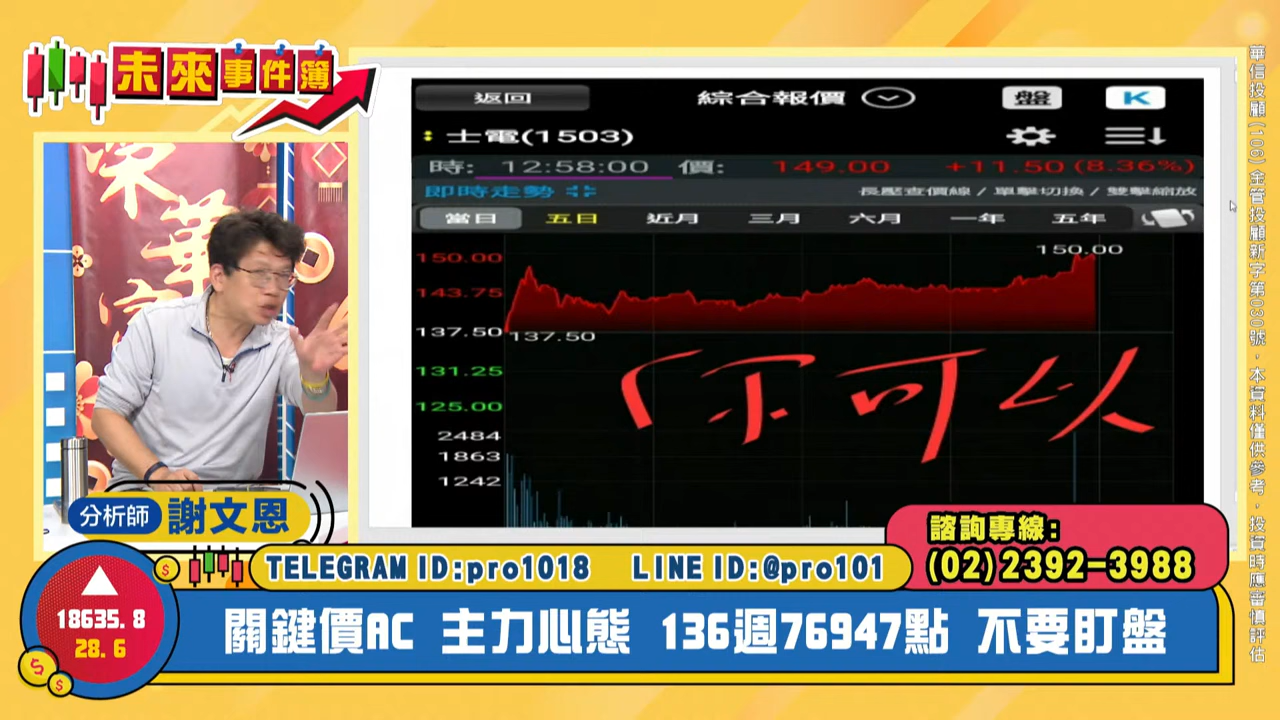 未來事件簿
榮華
返回
綜合報價
盤
K
士電(1503)
時: 12:58:00 價: 149.00 +11.50 (8.36%)
即時走勢
長壓查價線 / 單擊切換 / 雙擊縮放
當日 五日 近月 三月 六月 一年 五年
150.00
150.00
143.75
137.50
137.50
131.25
125.00
2484
1863
1242
你可以
分析師 謝文恩
TELEGRAM ID:pro1018 LINE ID:@pro101
諮詢專線:
(02)2392-3988
18635.8
28.6
關鍵價AC 主力心態 136週76947點 不要盯盤
華信投顧(106)金管投顧新字第030號,本資料僅供參考,投資時應審慎評估